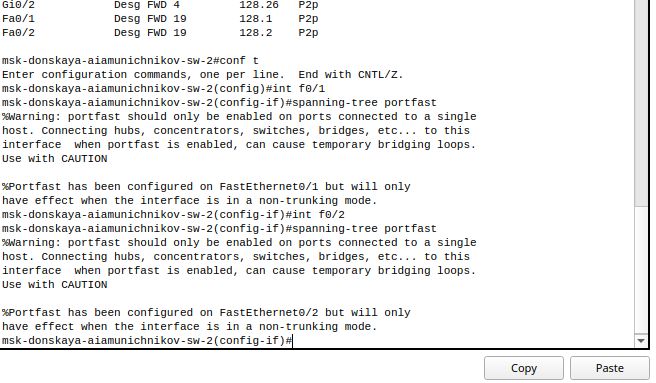 Gi0/2            Desg FWD 4         128.26   P2p
Fa0/1            Desg FWD 19        128.1    P2p
Fa0/2            Desg FWD 19        128.2    P2p

msk-donskaya-aiamunichnikov-sw-2#conf t
Enter configuration commands, one per line.  End with CNTL/Z.
msk-donskaya-aiamunichnikov-sw-2(config)#int f0/1
msk-donskaya-aiamunichnikov-sw-2(config-if)#spanning-tree portfast
%Warning: portfast should only be enabled on ports connected to a single
host. Connecting hubs, concentrators, switches, bridges, etc... to this
interface  when portfast is enabled, can cause temporary bridging loops.
Use with CAUTION

%Portfast has been configured on FastEthernet0/1 but will only
have effect when the interface is in a non-trunking mode.
msk-donskaya-aiamunichnikov-sw-2(config-if)#int f0/2
msk-donskaya-aiamunichnikov-sw-2(config-if)#spanning-tree portfast
%Warning: portfast should only be enabled on ports connected to a single
host. Connecting hubs, concentrators, switches, bridges, etc... to this
interface  when portfast is enabled, can cause temporary bridging loops.
Use with CAUTION

%Portfast has been configured on FastEthernet0/2 but will only
have effect when the interface is in a non-trunking mode.
msk-donskaya-aiamunichnikov-sw-2(config-if)#
Copy
Paste